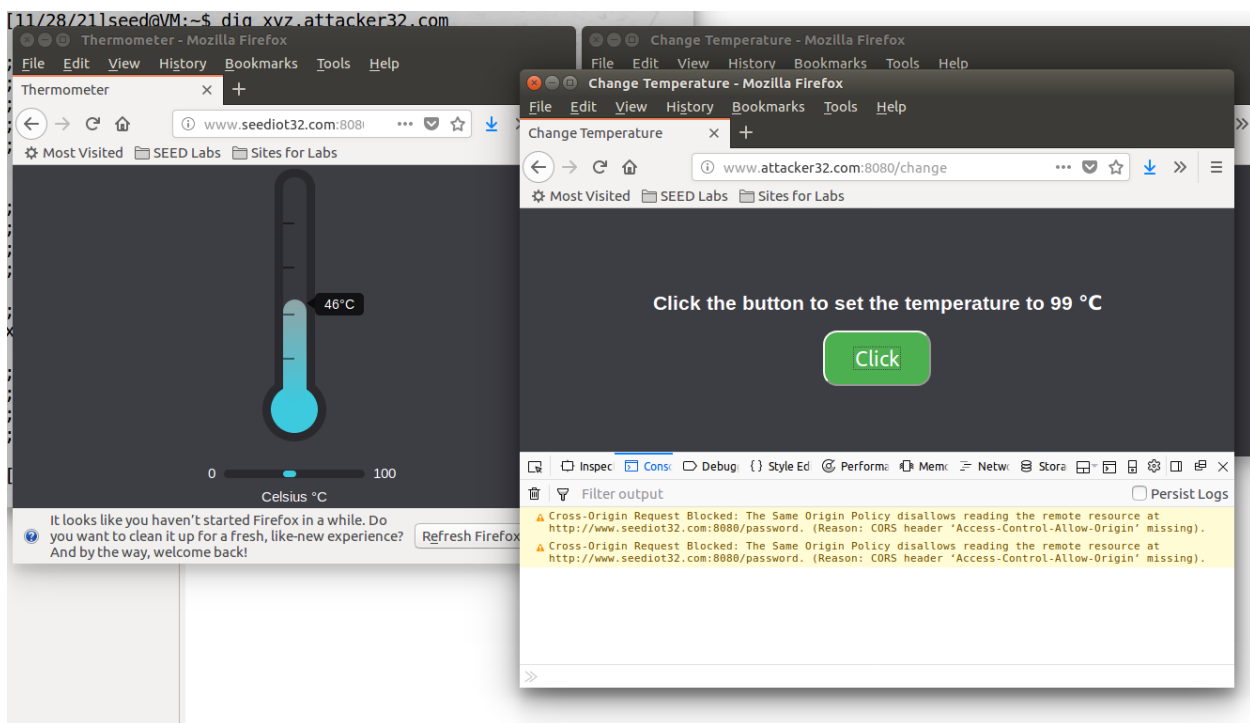 [11/28/21]seed@VM:~$ dig xyz.attacker32.com
Thermometer - Mozilla Firefox
File Edit View History Bookmarks Tools Help
Thermometer
www.seediot32.com:808
Most Visited SEED Labs Sites for Labs
46°C
0 100
Celsius °C
It looks like you haven't started Firefox in a while. Do
you want to clean it up for a fresh, like-new experience? Refresh Firefox
And by the way, welcome back!
Change Temperature - Mozilla Firefox
File Edit View History Bookmarks Tools Help
Change Temperature - Mozilla Firefox
File Edit View History Bookmarks Tools Help
Change Temperature
www.attacker32.com:8080/change
Most Visited SEED Labs Sites for Labs
Click the button to set the temperature to 99 °C
Click
Inspec Cons Debug {} Style Ed Performa Memo Netwo Stora
Filter output Persist Logs
Cross-Origin Request Blocked: The Same Origin Policy disallows reading the remote resource at
http://www.seediot32.com:8080/password. (Reason: CORS header ‘Access-Control-Allow-Origin’ missing).
Cross-Origin Request Blocked: The Same Origin Policy disallows reading the remote resource at
http://www.seediot32.com:8080/password. (Reason: CORS header ‘Access-Control-Allow-Origin’ missing).